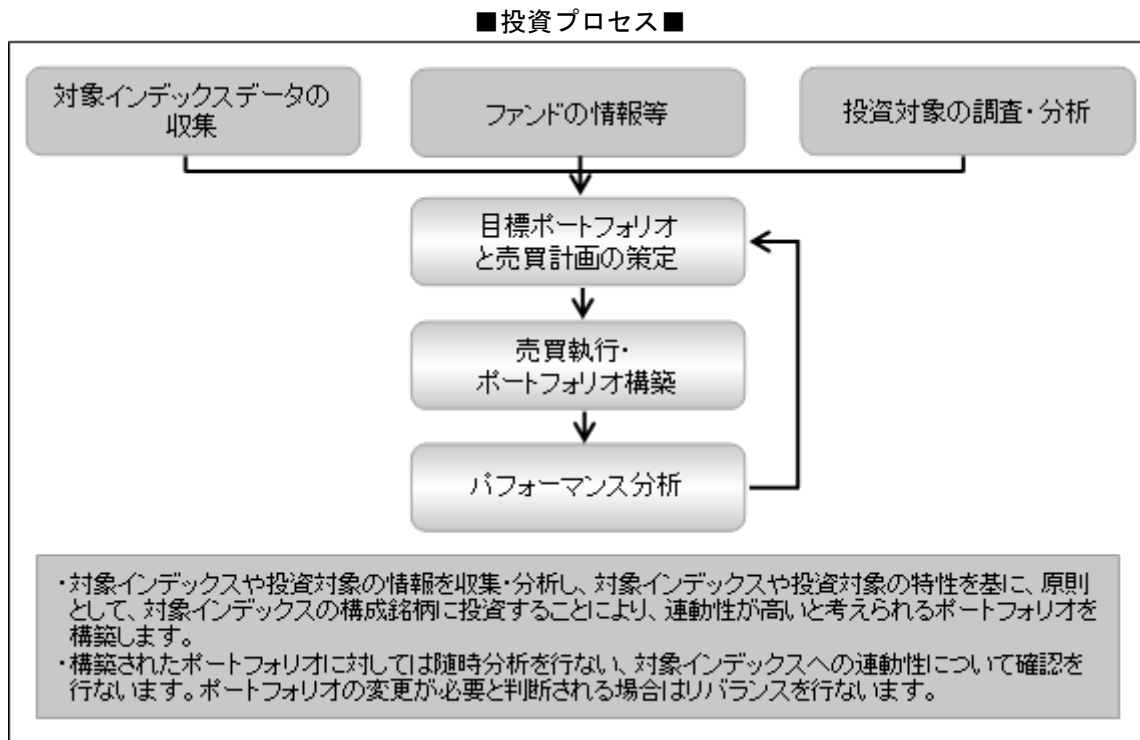 ■投資プロセス■
対象インデックスデータの
収集
ファンドの情報等
投資対象の調査・分析
目標ポートフォリオ
と売買計画の策定
売買執行・
ポートフォリオ構築
パフォーマンス分析
・対象インデックスや投資対象の情報を収集・分析し、対象インデックスや投資対象の特性を基に、原則
として、対象インデックスの構成銘柄に投資することにより、連動性が高いと考えられるポートフォリオを
構築します。
・構築されたポートフォリオに対しては随時分析を行ない、対象インデックスへの連動性について確認を
行ないます。ポートフォリオの変更が必要と判断される場合はリバランスを行ないます。